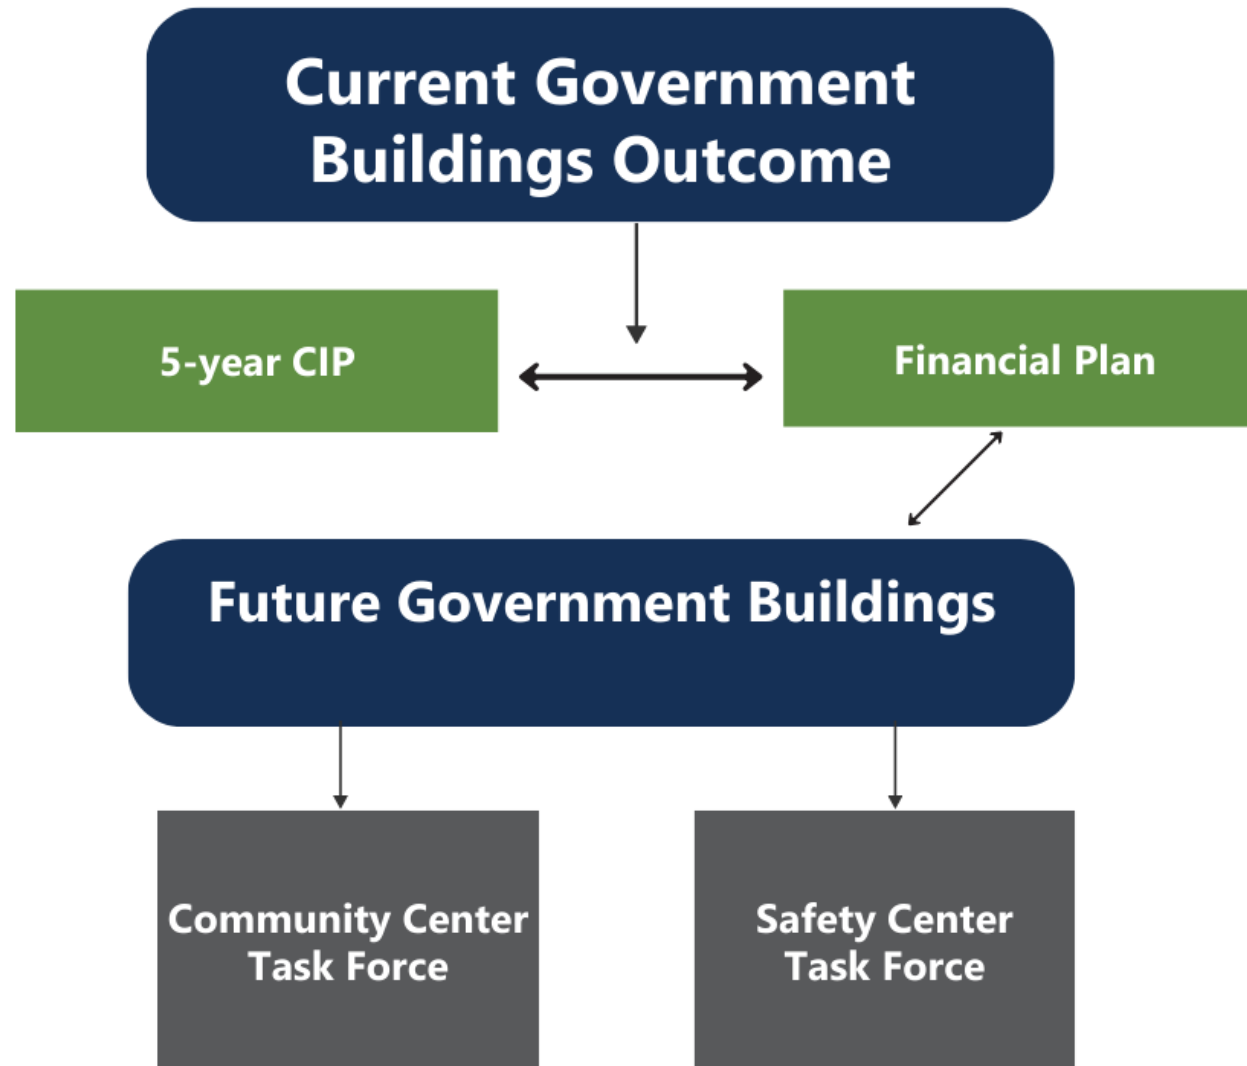 Current Government
Buildings Outcome
5-year CIP
Financial Plan
Future Government Buildings
Community Center
Task Force
Safety Center
Task Force